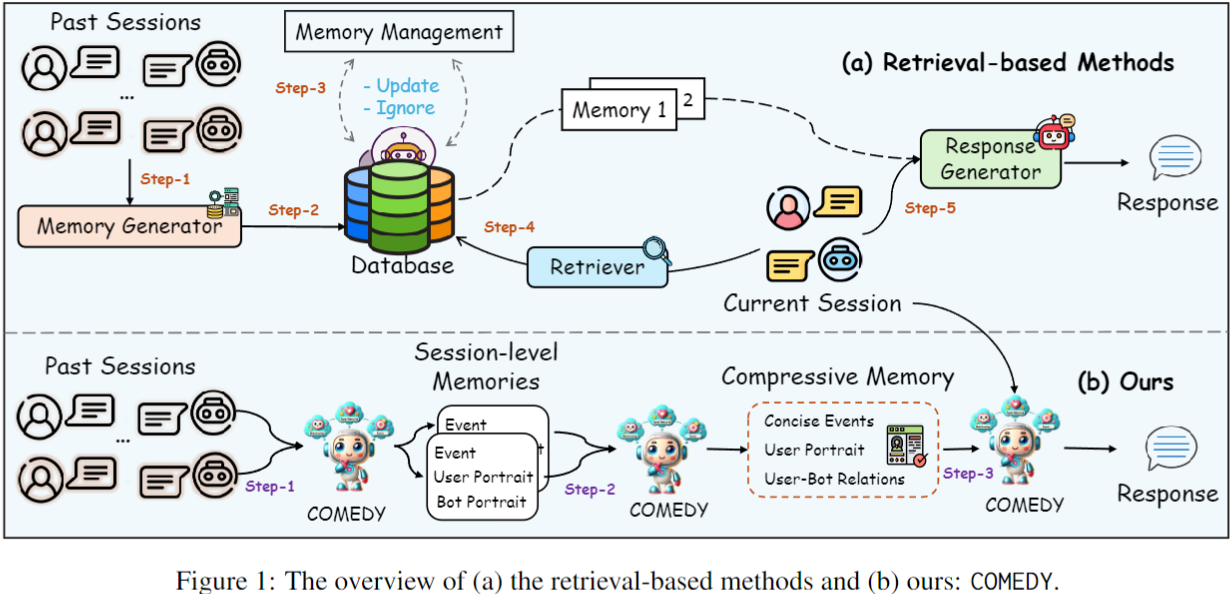 Past Sessions
...
Memory Management
Step-3
- Update
- Ignore
(a) Retrieval-based Methods
Memory 1
2
Response
Generator
Response
Step-1
Memory Generator
Step-2
Database
Step-4
Retriever
Step-5
Current Session
Past Sessions
...
Step-1
COMEDY
Session-level
Memories
Event
t
Event
User Portrait
Bot Portrait
Step-2
COMEDY
Compressive Memory
Concise Events
User Portrait
User-Bot Relations
Step-3
COMEDY
(b) Ours
Response
Figure 1: The overview of (a) the retrieval-based methods and (b) ours: COMEDY.